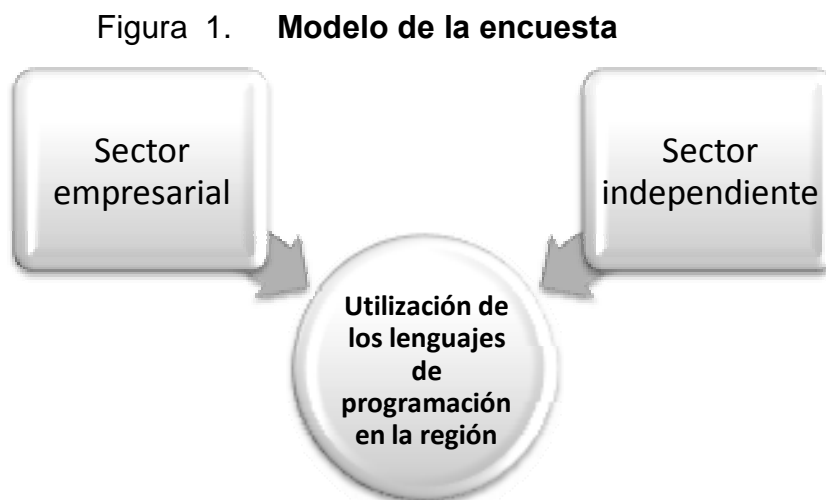 Figura 1. Modelo de la encuesta
Sector
empresarial
Sector
independiente
Utilización de
los lenguajes
de
programación
en la región